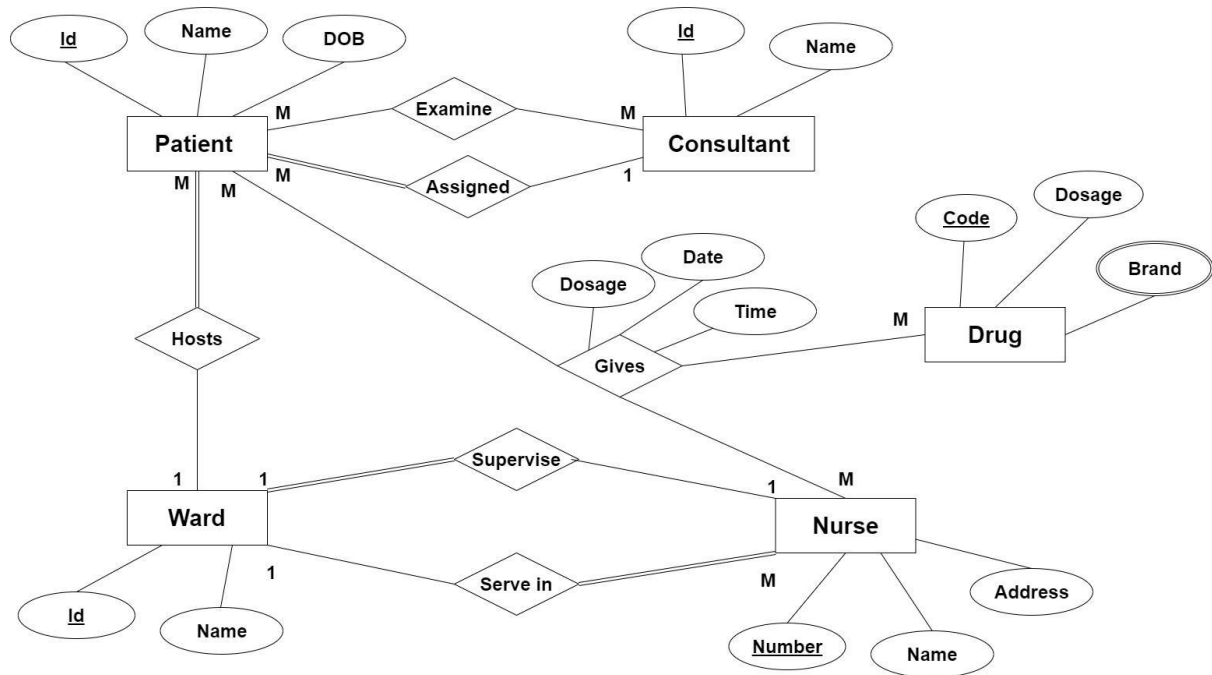 Id
Name
DOB
Id
Name
M
Examine
M
Patient
Consultant
M
M
M
Assigned
1
Code
Dosage
Brand
Dosage
Date
Time
M
Drug
Hosts
Gives
1
1
Supervise
1
M
Ward
Nurse
1
Serve in
M
Id
Name
Number
Name
Address